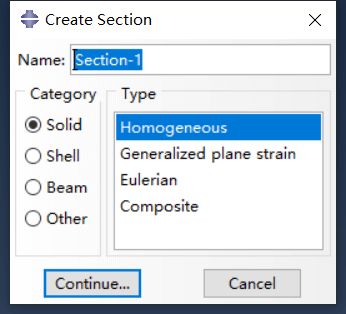 Create Section
Name: Section-1
Category
Type
Solid
Shell
Beam
Other
Homogeneous
Generalized plane strain
Eulerian
Composite
Continue...
Cancel